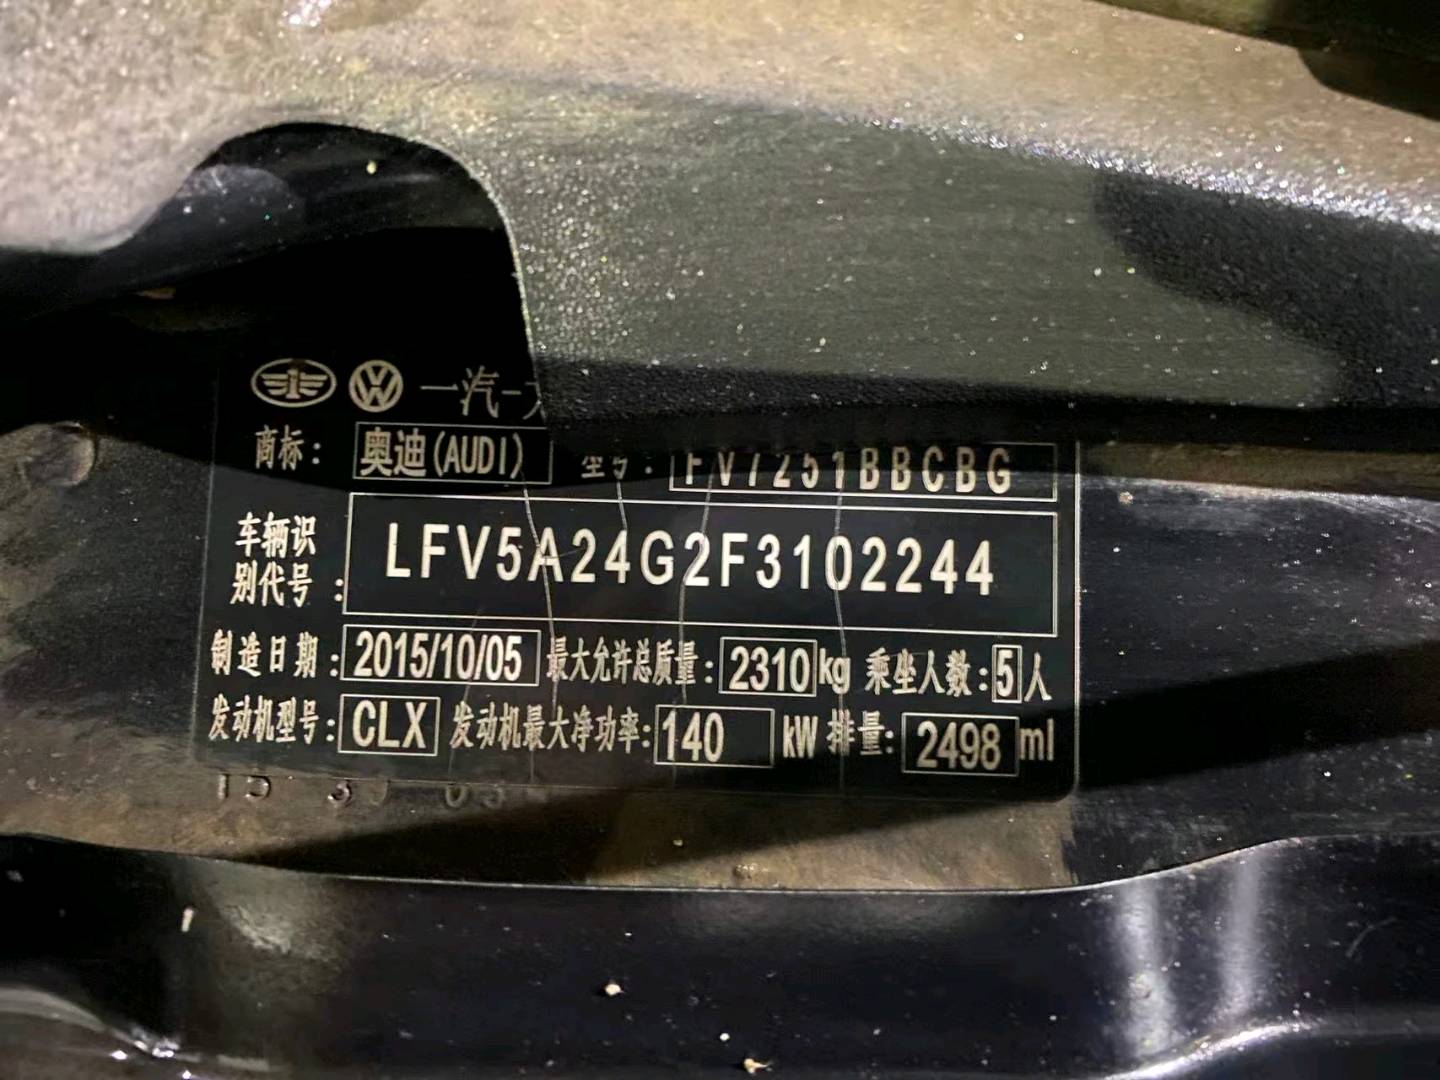 一汽-
商标： 奥迪(AUDI) 型号： FV7251BBCBG
车辆识
别代号： LFV5A24G2F3102244
制造日期： 2015/10/05 最大允许总质量： 2310 kg 乘坐人数： 5 人
发动机型号： CLX 发动机最大净功率： 140 kW 排量： 2498 ml